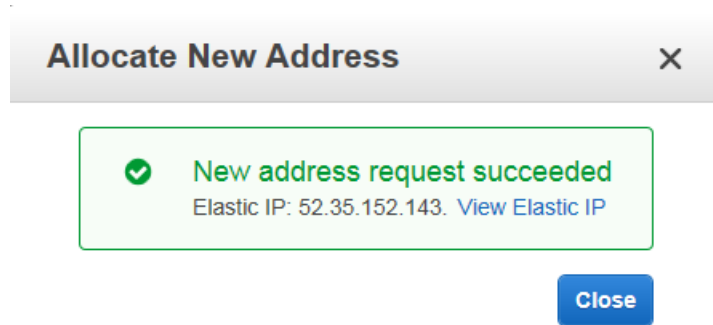 Allocate New Address
New address request succeeded
Elastic IP: 52.35.152.143. View Elastic IP
Close